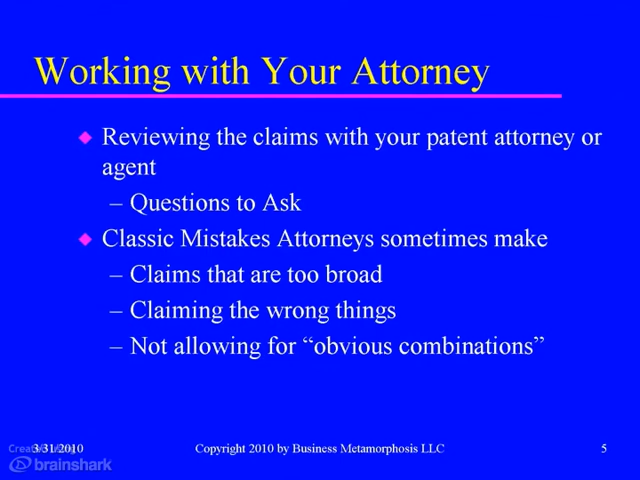 Working with Your Attorney
Reviewing the claims with your patent attorney or
agent
– Questions to Ask
Classic Mistakes Attorneys sometimes make
– Claims that are too broad
– Claiming the wrong things
– Not allowing for “obvious combinations”
3/31/2010 Copyright 2010 by Business Metamorphosis LLC 5
brainshark